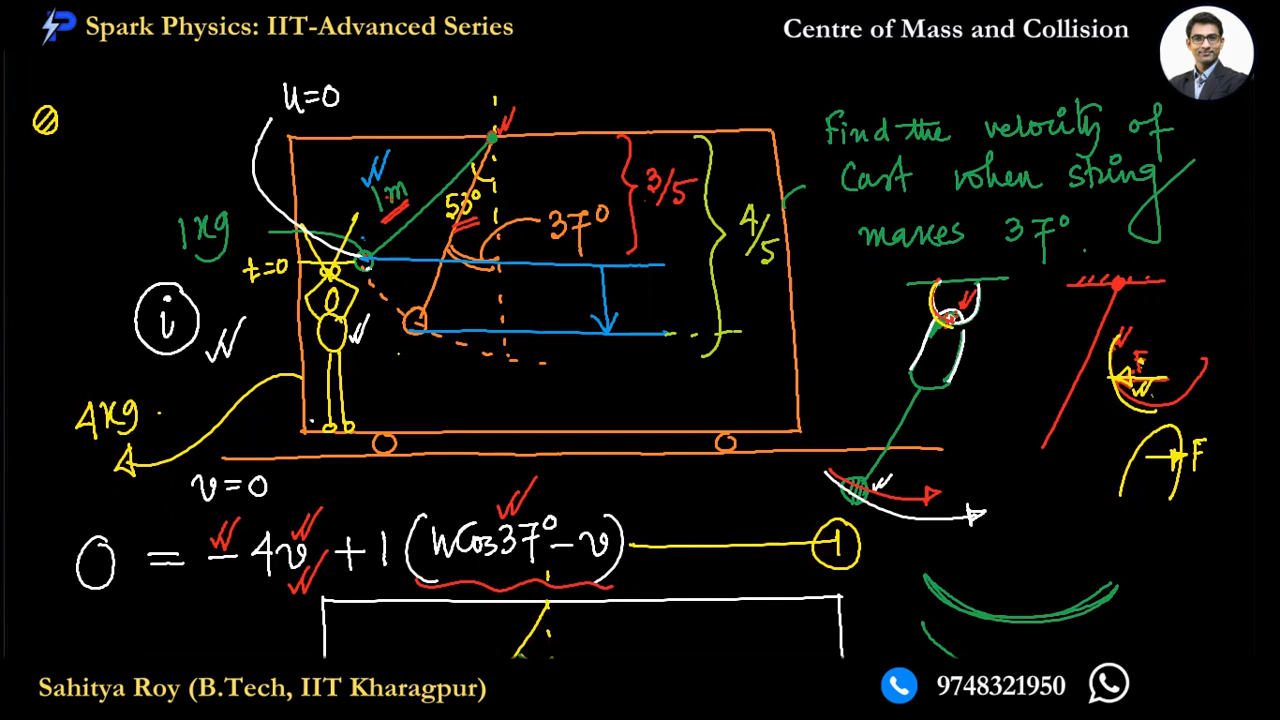 Spark Physics: IIT-Advanced Series
Centre of Mass and Collision
u=0
Find the velocity of
Cart when string
makes 37°.
1 m
53°
37°
3/5
4/5
1kg
t=0
i
4kg
v=0
F
0 = -4v + 1 (uCos37° - v)
1
Sahitya Roy (B.Tech, IIT Kharagpur)
9748321950